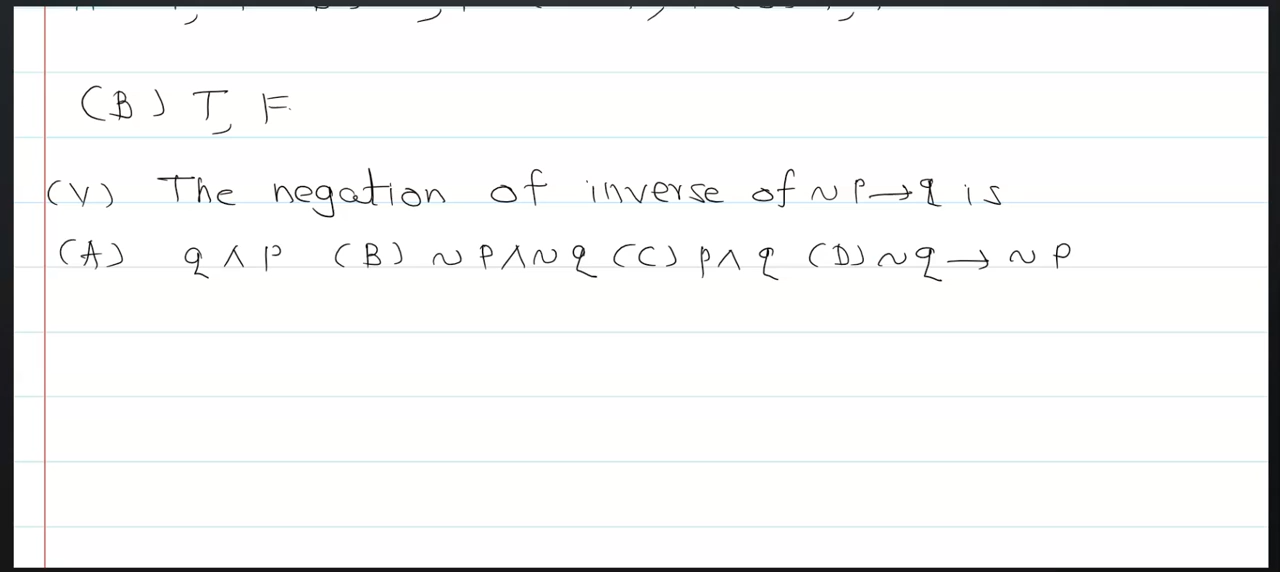 (B) T, F.
(V) The negation of inverse of ~ p → q is
(A) q ∧ p (B) ~ p ∧ ~ q (C) p ∧ q (D) ~ q → ~ p